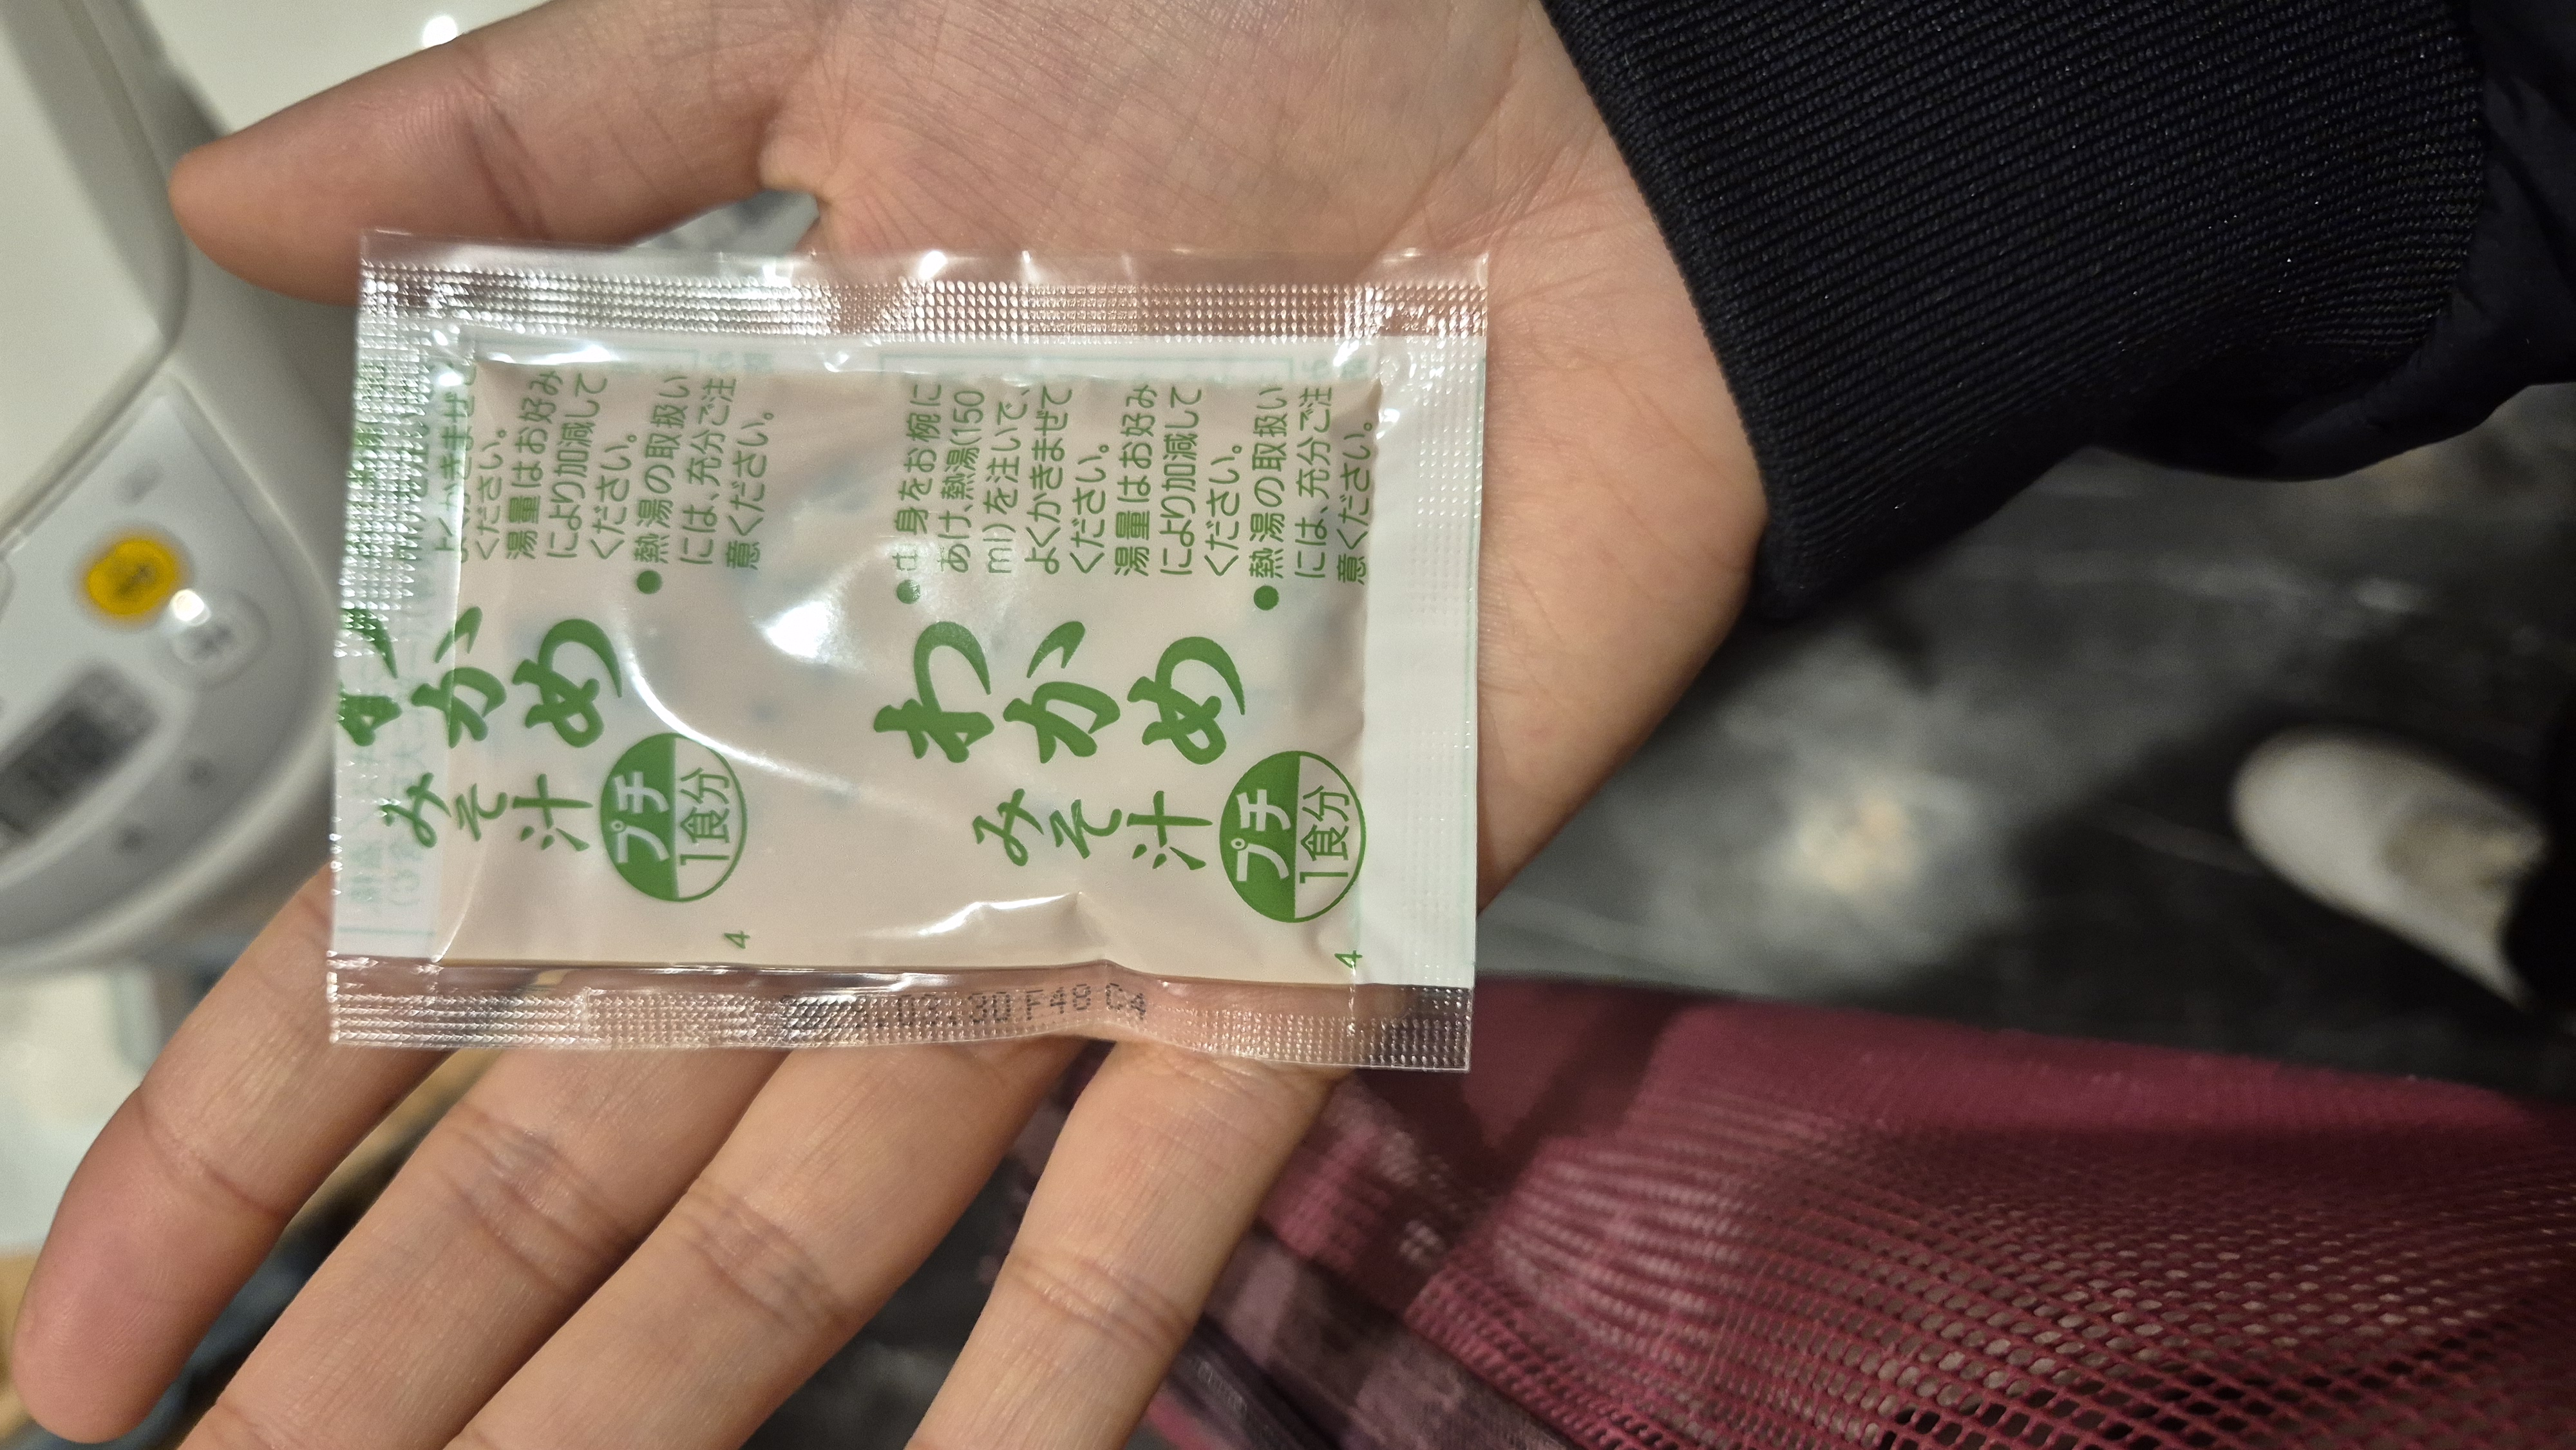 かめ
みそ汁
プチ
1食分
ください。
湯量はお好み
により加減して
ください。
●熱湯の取扱い
には、充分ご注
意ください。
4
わかめ
みそ汁
プチ
1食分
●中身をお椀に
あけ、熱湯(150
ml)を注いで、
よくかきまぜて
ください。
湯量はお好み
により加減して
ください。
●熱湯の取扱い
には、充分ご注
意ください。
4
F48 C4